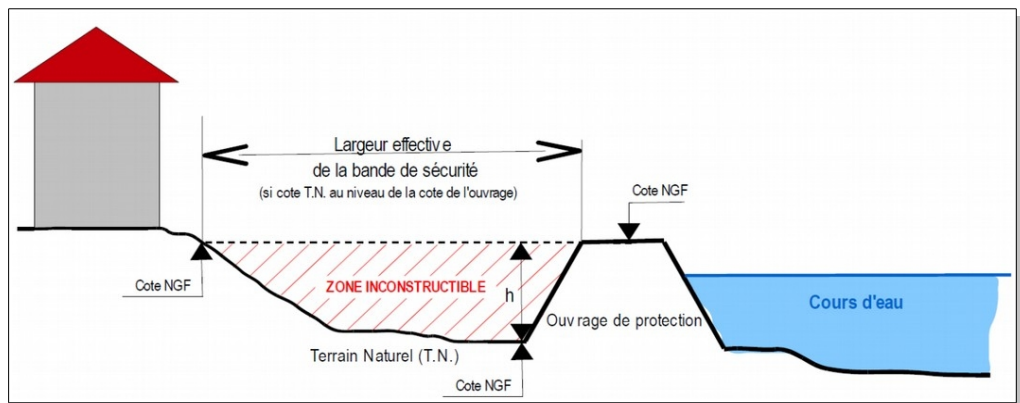 Largeur effective
de la bande de sécurité
(si cote T.N. au niveau de la cote de l'ouvrage)
Cote NGF
Cote NGF
ZONE INCONSTRUCTIBLE
h
Cours d'eau
Ouvrage de protection
Terrain Naturel (T.N.)
Cote NGF